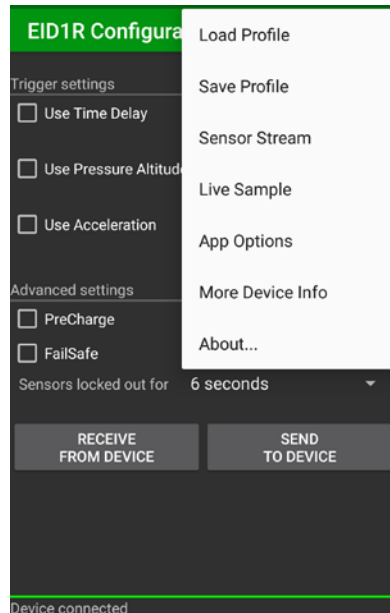 EID1R Configura
Load Profile
Save Profile
Sensor Stream
Live Sample
App Options
More Device Info
About...
Trigger settings
Use Time Delay
Use Pressure Altitud
Use Acceleration
Advanced settings
PreCharge
FailSafe
Sensors locked out for 6 seconds
RECEIVE
FROM DEVICE
SEND
TO DEVICE
Device connected